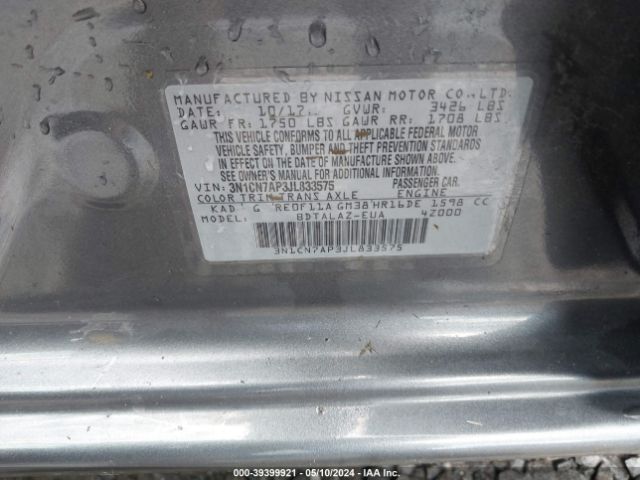 MANUFACTURED BY NISSAN MOTOR CO., LTD.
DATE: 10/17 GVWR: 3426 LBS
GAWR FR: 1750 LBS GAWR RR: 1708 LBS
THIS VEHICLE CONFORMS TO ALL APPLICABLE FEDERAL MOTOR
VEHICLE SAFETY, BUMPER AND THEFT PREVENTION STANDARDS
IN EFFECT ON THE DATE OF MANUFACTURE SHOWN ABOVE.
SEE OWNER'S MANUAL FOR ADDITIONAL INFORMATION.
VIN: 3N1CN7AP3JL833575 PASSENGER CAR.
COLOR TRIM TRANS AXLE ENGINE
KAD G RE0F11A GM38 HR16DE 1598 CC
MODEL: BDTALAZ-EUA 42000
3N1CN7AP3JL833575
000-39399921 - 05/10/2024 - IAA Inc.